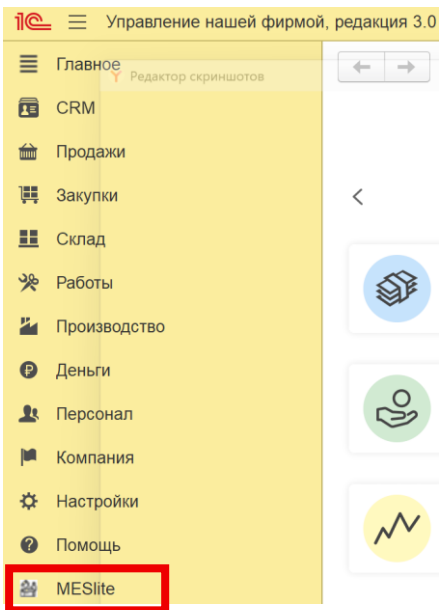 1С Управление нашей фирмой, редакция 3.0
Главное
Редактор скриншотов
CRM
Продажи
Закупки
Склад
Работы
Производство
Деньги
Персонал
Компания
Настройки
Помощь
MESlite